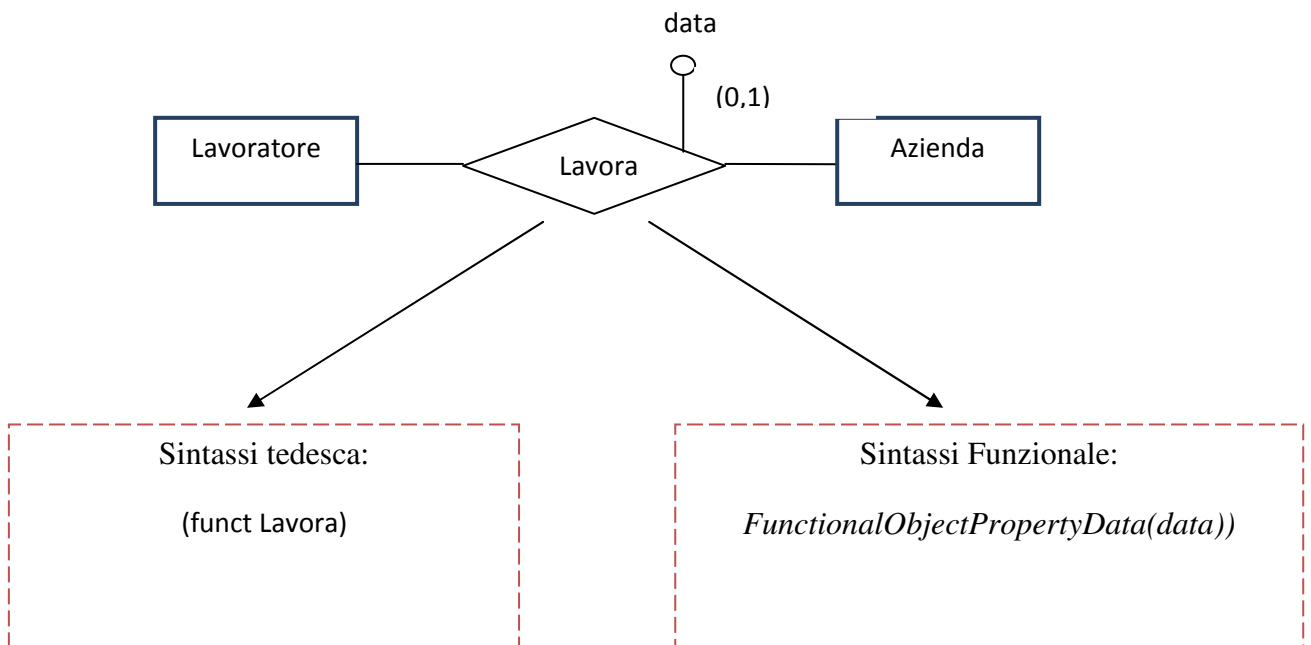 data
(0,1)
Lavoratore
Lavora
Azienda
Sintassi tedesca:
(funct Lavora)
Sintassi Funzionale:
FunctionalObjectPropertyData(data))